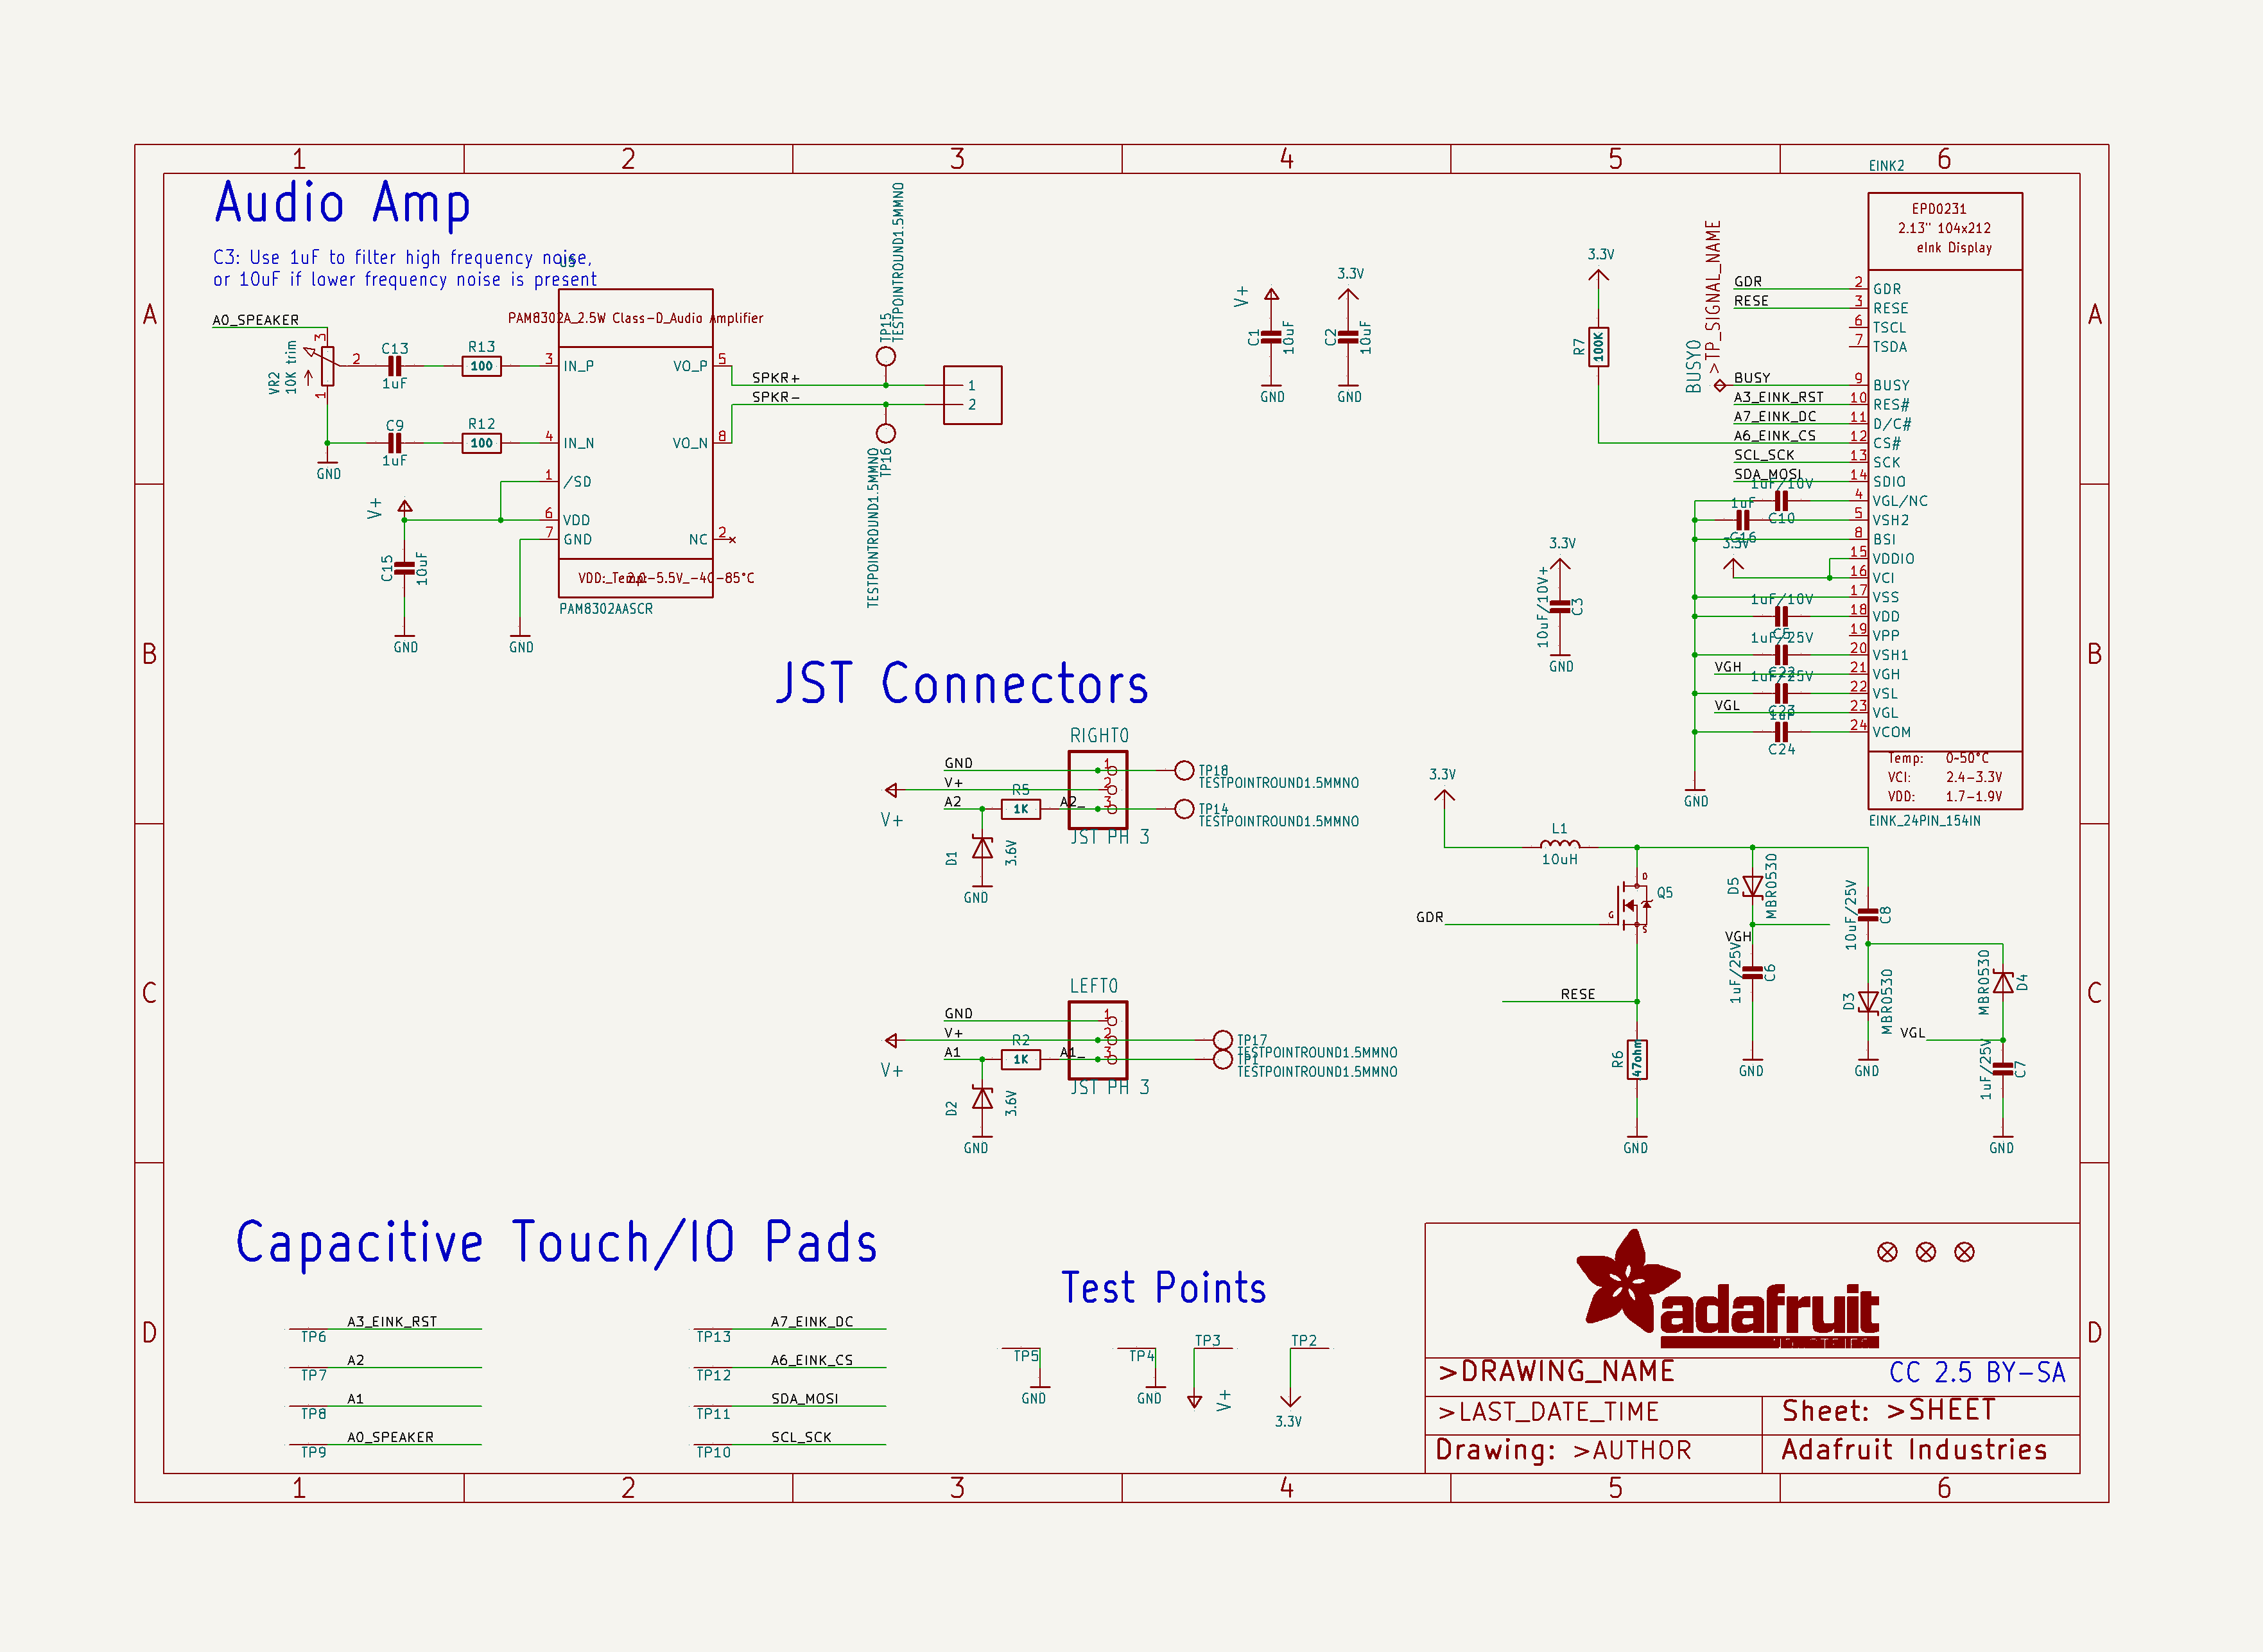 1 2 3 4 5 6
A
B
C
D
A
B
C
D
1 2 3 4 5 6
Audio Amp
C3: Use 1uF to filter high frequency noise,
or 10uF if lower frequency noise is present
A0_SPEAKER
VR2
10K trim
3
2
1
GND
C13
1uF
R13
100
C9
1uF
R12
100
V+
C15
10uF
GND
GND
PAM8302A_2.5W Class-D_Audio Amplifier
3 IN_P
4 IN_N
1 /SD
6 VDD
7 GND
VO_P 5
VO_N 8
NC 2
PAM8302AASCR
SPKR+
SPKR-
TP15
TESTPOINTROUND1.5MMNO
TP16
TESTPOINTROUND1.5MMNO
1
2
V+
C1
10uF
GND
3.3V
C2
10uF
GND
3.3V
R7
100K
BUSY0
>TP_SIGNAL_NAME
EINK2
EPD0231
2.13" 104x212
eInk Display
GDR 2 GDR
RESE 3 RESE
6 TSCL
7 TSDA
BUSY 9 BUSY
A3_EINK_RST 10 RES#
A7_EINK_DC 11 D/C#
A6_EINK_CS 12 CS#
SCL_SCK 13 SCK
SDA_MOSI 14 SDIO
1uF/10V
4 VGL/NC
1uF
C10
5 VSH2
C16
8 BSI
3.3V
15 VDDIO
16 VCI
17 VSS
1uF/10V
18 VDD
C5
19 VPP
1uF/25V
20 VSH1
C22
VGH 21 VGH
1uF/25V
22 VSL
C23
VGL 23 VGL
1uF
24 VCOM
C24
GND
Temp: 0-50°C
VCI: 2.4-3.3V
VDD: 1.7-1.9V
EINK_24PIN_154IN
3.3V
10uF/10V+
C3
GND
JST Connectors
RIGHT0
GND
V+
A2
V+
R5
1K
A2_
1
2
3
JST PH 3
TP18
TESTPOINTROUND1.5MMNO
TP14
TESTPOINTROUND1.5MMNO
D1
3.6V
GND
LEFT0
GND
V+
A1
V+
R2
1K
A1_
1
2
3
JST PH 3
TP17
TESTPOINTROUND1.5MMNO
TP1
TESTPOINTROUND1.5MMNO
D2
3.6V
GND
3.3V
L1
10uH
GDR
D
G
S
Q5
RESE
R6
47ohm
GND
D5
MBR0530
VGH
1uF/25V
C6
GND
10uF/25V
C8
D3
MBR0530
GND
MBR0530
D4
VGL
1uF/25V
C7
GND
Capacitive Touch/IO Pads
A3_EINK_RST
TP6
A2
TP7
A1
TP8
A0_SPEAKER
TP9
A7_EINK_DC
TP13
A6_EINK_CS
TP12
SDA_MOSI
TP11
SCL_SCK
TP10
Test Points
TP5
GND
TP4
GND
TP3
V+
TP2
3.3V
adafruit
>DRAWING_NAME
CC 2.5 BY-SA
>LAST_DATE_TIME
Sheet: >SHEET
Drawing: >AUTHOR
Adafruit Industries